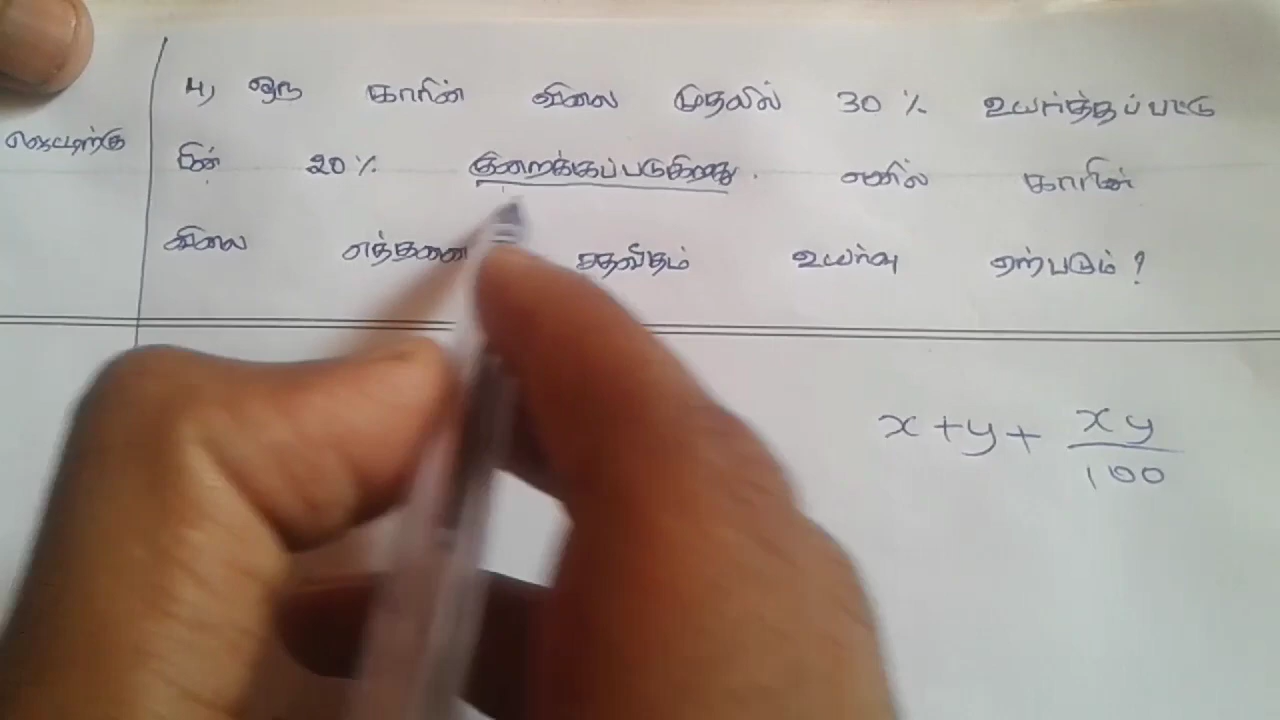 4) ஒரு காரின் விலை முதலில் 30 % உயர்த்தப்பட்டு
பின் 20 % குறைக்கப்படுகிறது. எனில் காரின்
விலை எத்தனை சதவீதம் உயர்வு ஏற்படும் ?
x + y + xy/100